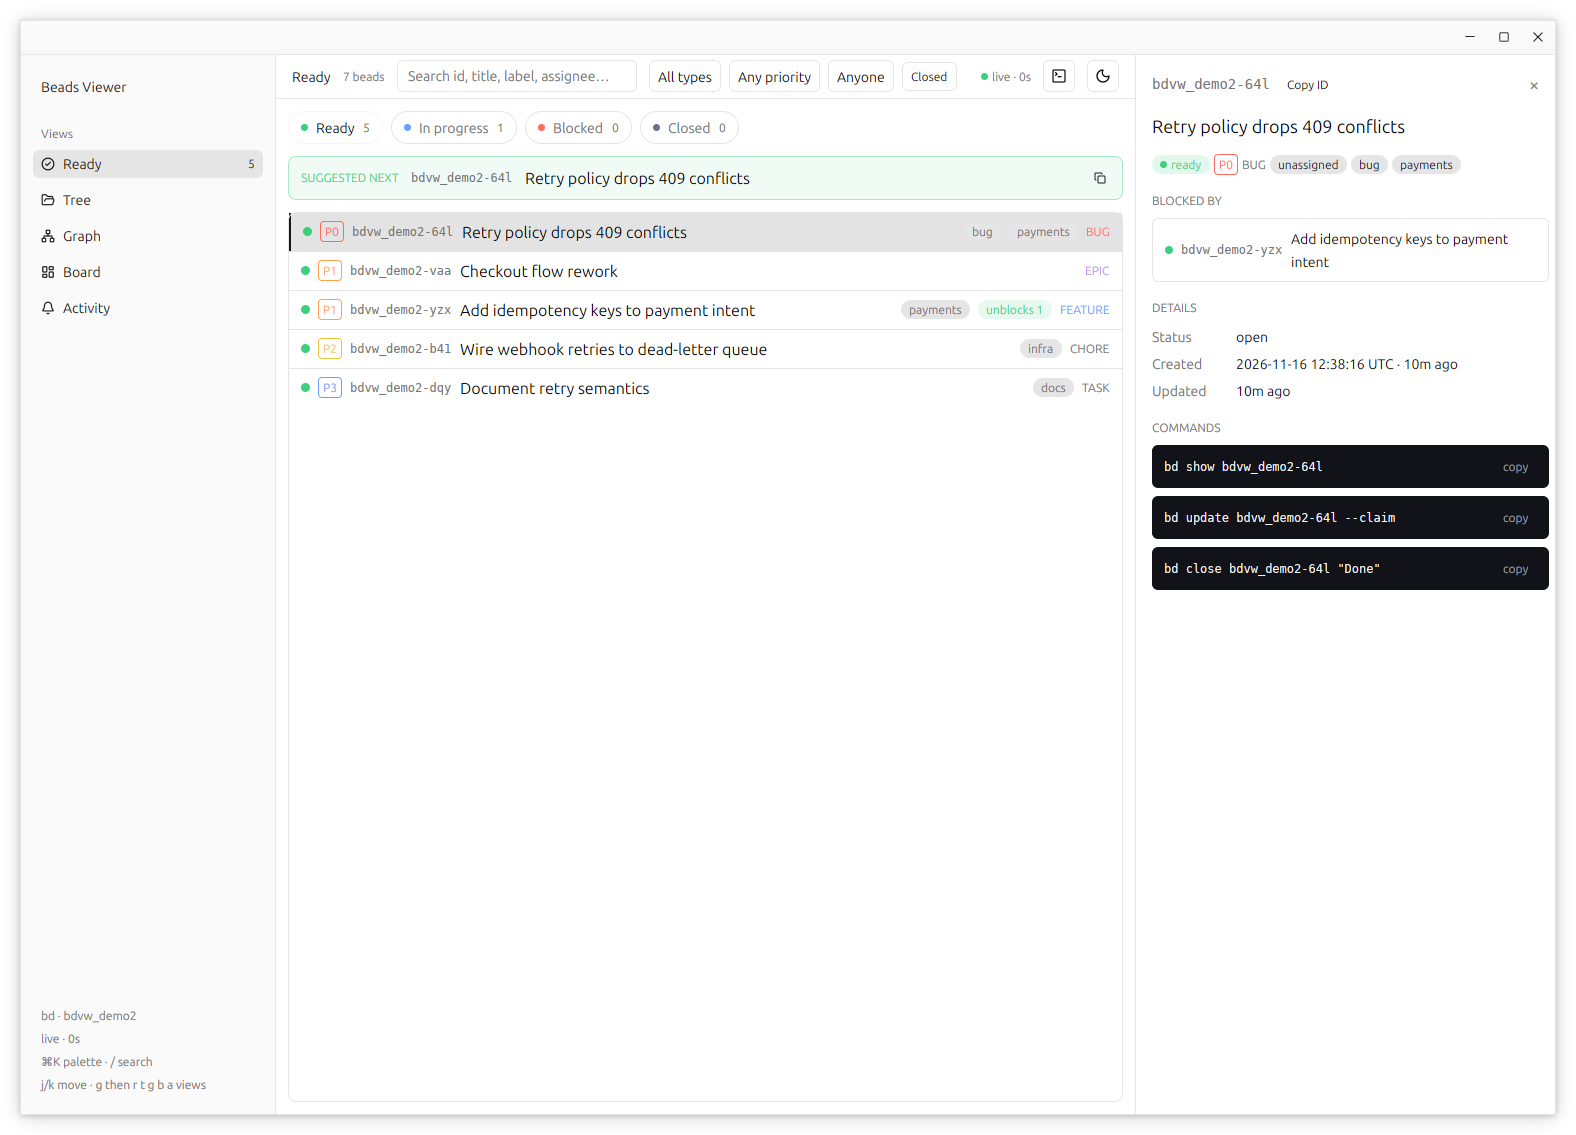 Beads Viewer
Views
Ready 5
Tree
Graph
Board
Activity
bd · bdvw_demo2
live · 0s
⌘K palette · / search
j/k move · g then r t g b a views
Ready 7 beads Search id, title, label, assignee… All types Any priority Anyone Closed live · 0s
Ready 5 In progress 1 Blocked 0 Closed 0
SUGGESTED NEXT bdvw_demo2-64l Retry policy drops 409 conflicts
P0 bdvw_demo2-64l Retry policy drops 409 conflicts bug payments BUG
P1 bdvw_demo2-vaa Checkout flow rework EPIC
P1 bdvw_demo2-yzx Add idempotency keys to payment intent payments unblocks 1 FEATURE
P2 bdvw_demo2-b4l Wire webhook retries to dead-letter queue infra CHORE
P3 bdvw_demo2-dqy Document retry semantics docs TASK
bdvw_demo2-64l Copy ID ×
Retry policy drops 409 conflicts
ready P0 BUG unassigned bug payments
BLOCKED BY
bdvw_demo2-yzx Add idempotency keys to payment
intent
DETAILS
Status open
Created 2026-11-16 12:38:16 UTC · 10m ago
Updated 10m ago
COMMANDS
bd show bdvw_demo2-64l copy
bd update bdvw_demo2-64l --claim copy
bd close bdvw_demo2-64l "Done" copy